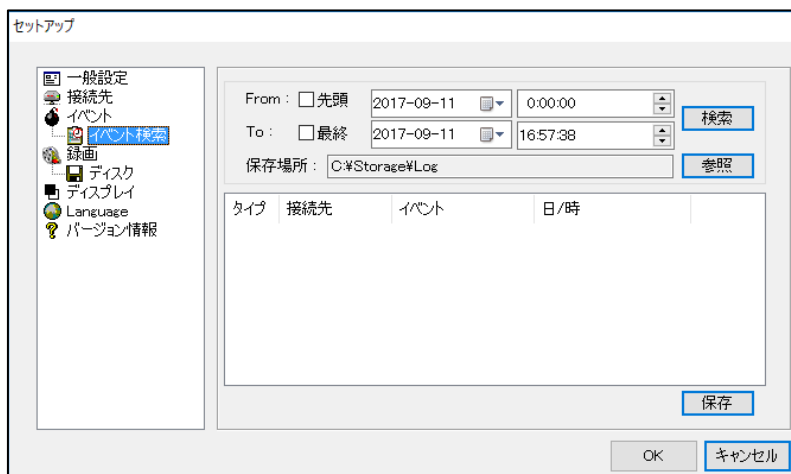 セットアップ
一般設定
接続先
イベント
イベント検索
録画
ディスク
ディスプレイ
Language
バージョン情報
From : 先頭 2017-09-11 0:00:00
検索
To : 最終 2017-09-11 16:57:38
保存場所 : C:¥Storage¥Log 参照
タイプ 接続先 イベント 日/時
保存
OK キャンセル